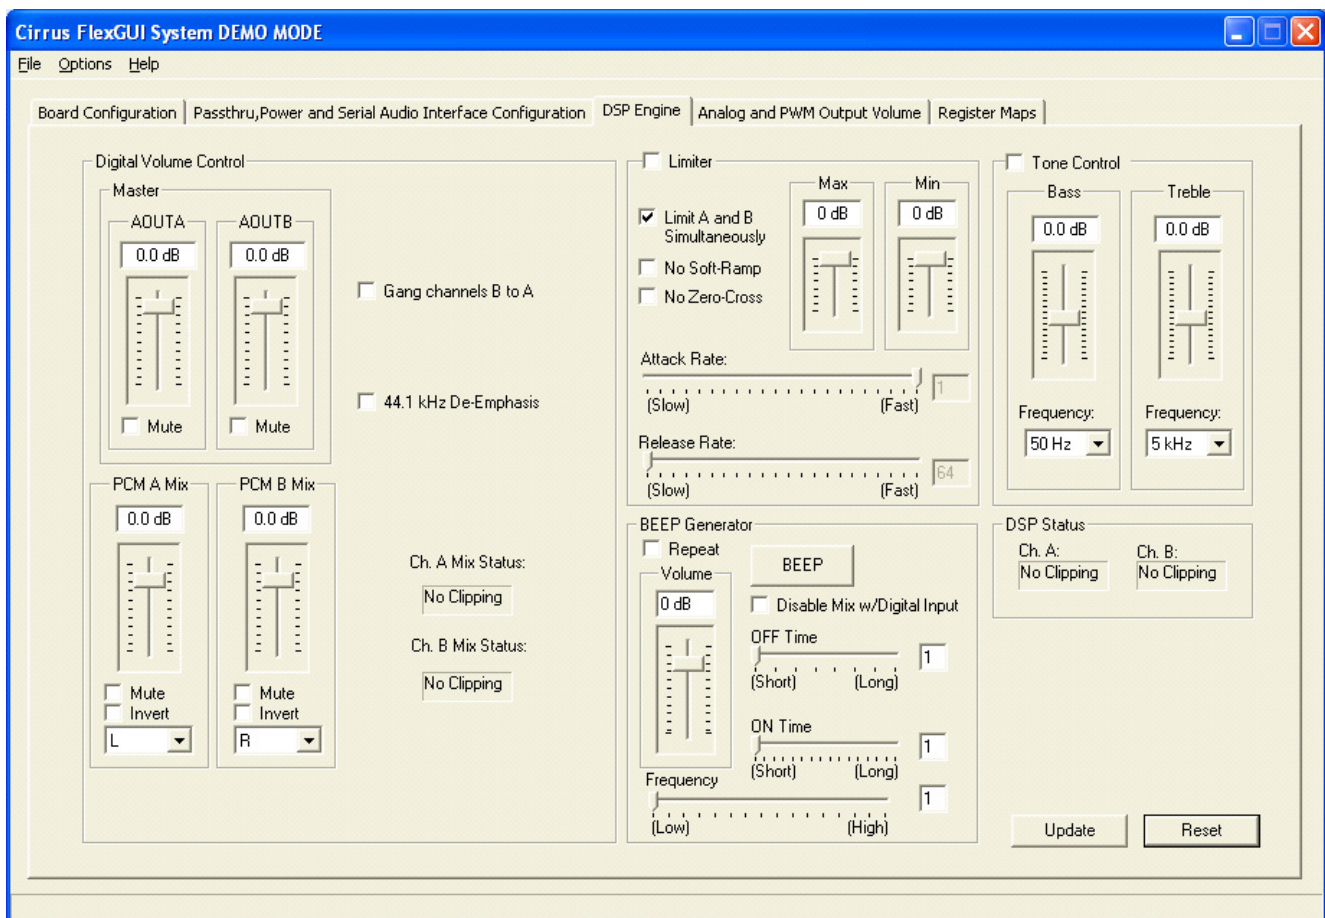 Cirrus FlexGUI System DEMO MODE
File Options Help
Board Configuration
Passthru,Power and Serial Audio Interface Configuration
DSP Engine
Analog and PWM Output Volume
Register Maps
Digital Volume Control
Master
AOUTA
0.0 dB
Mute
AOUTB
0.0 dB
Mute
Gang channels B to A
44.1 kHz De-Emphasis
PCM A Mix
0.0 dB
Mute
Invert
L
PCM B Mix
0.0 dB
Mute
Invert
R
Ch. A Mix Status:
No Clipping
Ch. B Mix Status:
No Clipping
Limiter
Limit A and B
Simultaneously
No Soft-Ramp
No Zero-Cross
Max
0 dB
Min
0 dB
Attack Rate:
(Slow) (Fast)
1
Release Rate:
(Slow) (Fast)
64
BEEP Generator
Repeat
Volume
0 dB
BEEP
Disable Mix w/Digital Input
OFF Time
(Short) (Long)
1
ON Time
(Short) (Long)
1
Frequency
(Low) (High)
1
Tone Control
Bass
0.0 dB
Frequency:
50 Hz
Treble
0.0 dB
Frequency:
5 kHz
DSP Status
Ch. A:
No Clipping
Ch. B:
No Clipping
Update
Reset